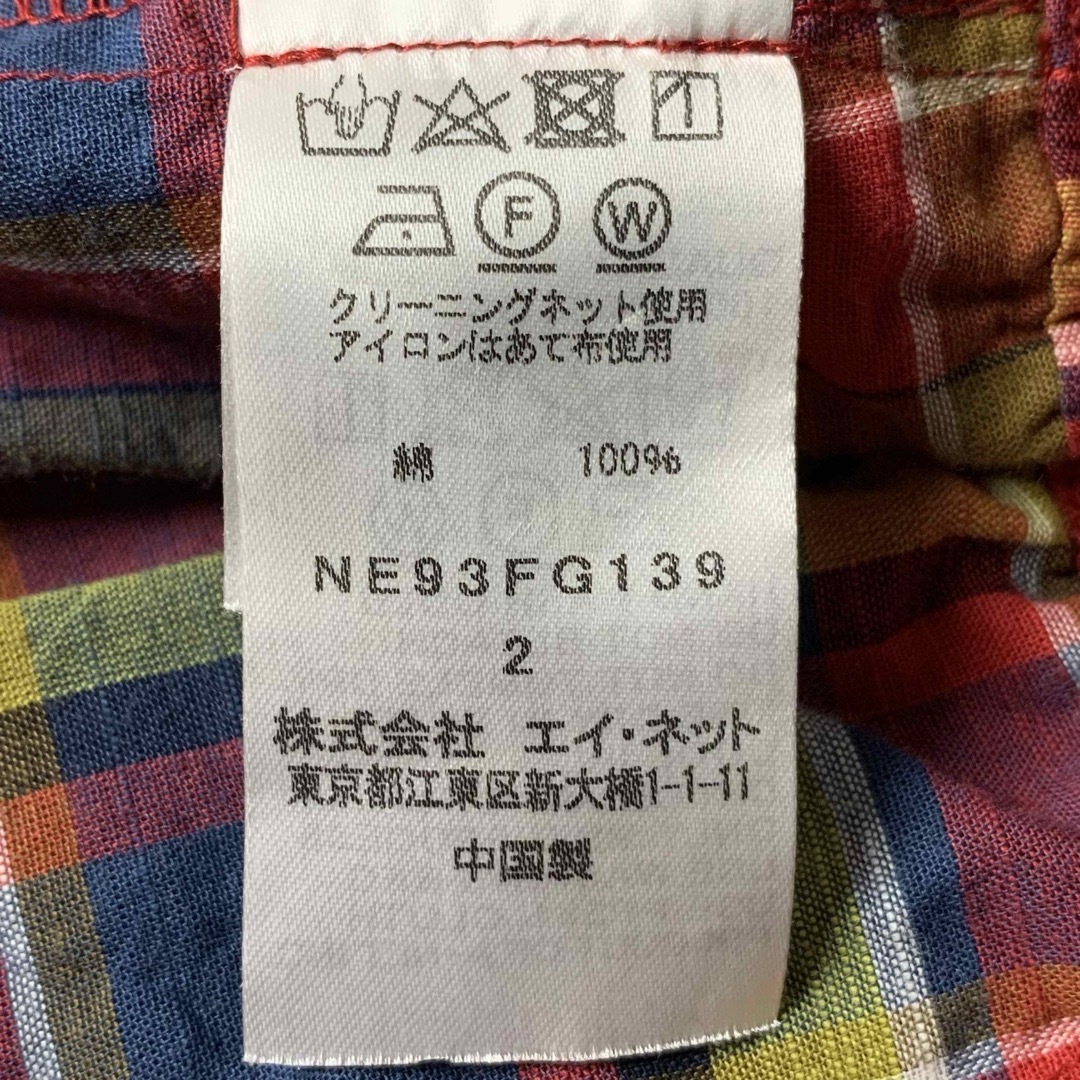 F W
クリーニングネット使用
アイロンはあて布使用
綿 100%
NE93FG139
2
株式会社 エイ・ネット
東京都江東区新大橋1-1-11
中国製